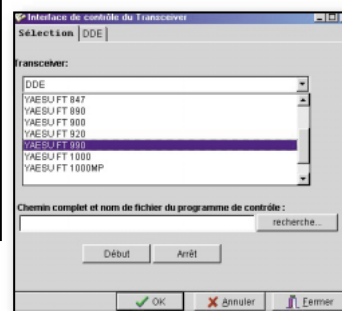 Interface de contrôle du Transceiver
Sélection DDE
Transceiver:
DDE
YAESU FT 847
YAESU FT 890
YAESU FT 900
YAESU FT 920
YAESU FT 990
YAESU FT 1000
YAESU FT 1000MP
Chemin complet et nom de fichier du programme de contrôle :
recherche...
Début Arrêt
OK Annuler Fermer